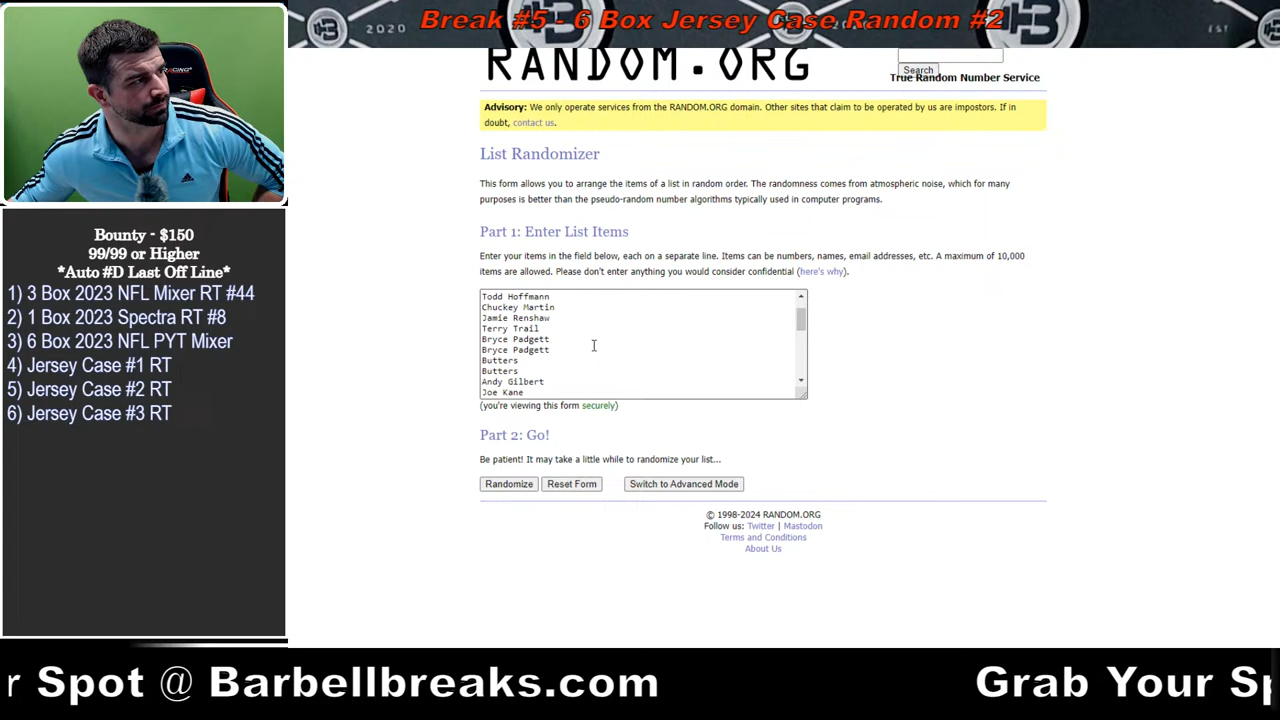 Break #5 - 6 Box Jersey Case Random #2
2020
EST
RACING
adidas
Bounty - $150
99/99 or Higher
*Auto #D Last Off Line*
1) 3 Box 2023 NFL Mixer RT #44
2) 1 Box 2023 Spectra RT #8
3) 6 Box 2023 NFL PYT Mixer
4) Jersey Case #1 RT
5) Jersey Case #2 RT
6) Jersey Case #3 RT
RANDOM.ORG
Search
True Random Number Service
Advisory: We only operate services from the RANDOM.ORG domain. Other sites that claim to be operated by us are impostors. If in
doubt, contact us.
List Randomizer
This form allows you to arrange the items of a list in random order. The randomness comes from atmospheric noise, which for many
purposes is better than the pseudo-random number algorithms typically used in computer programs.
Part 1: Enter List Items
Enter your items in the field below, each on a separate line. Items can be numbers, names, email addresses, etc. A maximum of 10,000
items are allowed. Please don't enter anything you would consider confidential (here's why).
Todd Hoffmann
Chuckey Martin
Jamie Renshaw
Terry Trail
Bryce Padgett
Bryce Padgett
Butters
Butters
Andy Gilbert
Joe Kane
(you're viewing this form securely)
Part 2: Go!
Be patient! It may take a little while to randomize your list...
Randomize Reset Form Switch to Advanced Mode
© 1998-2024 RANDOM.ORG
Follow us: Twitter | Mastodon
Terms and Conditions
About Us
r Spot @ Barbellbreaks.com Grab Your Sp